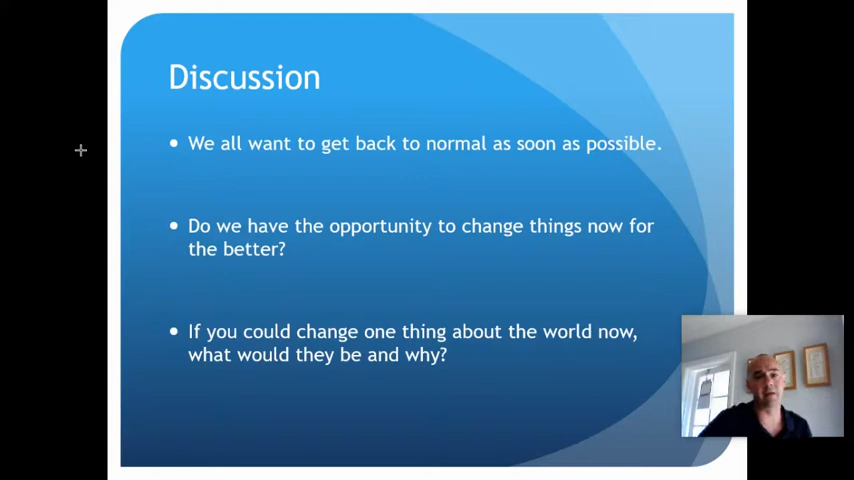 Discussion
• We all want to get back to normal as soon as possible.
• Do we have the opportunity to change things now for
the better?
• If you could change one thing about the world now,
what would they be and why?